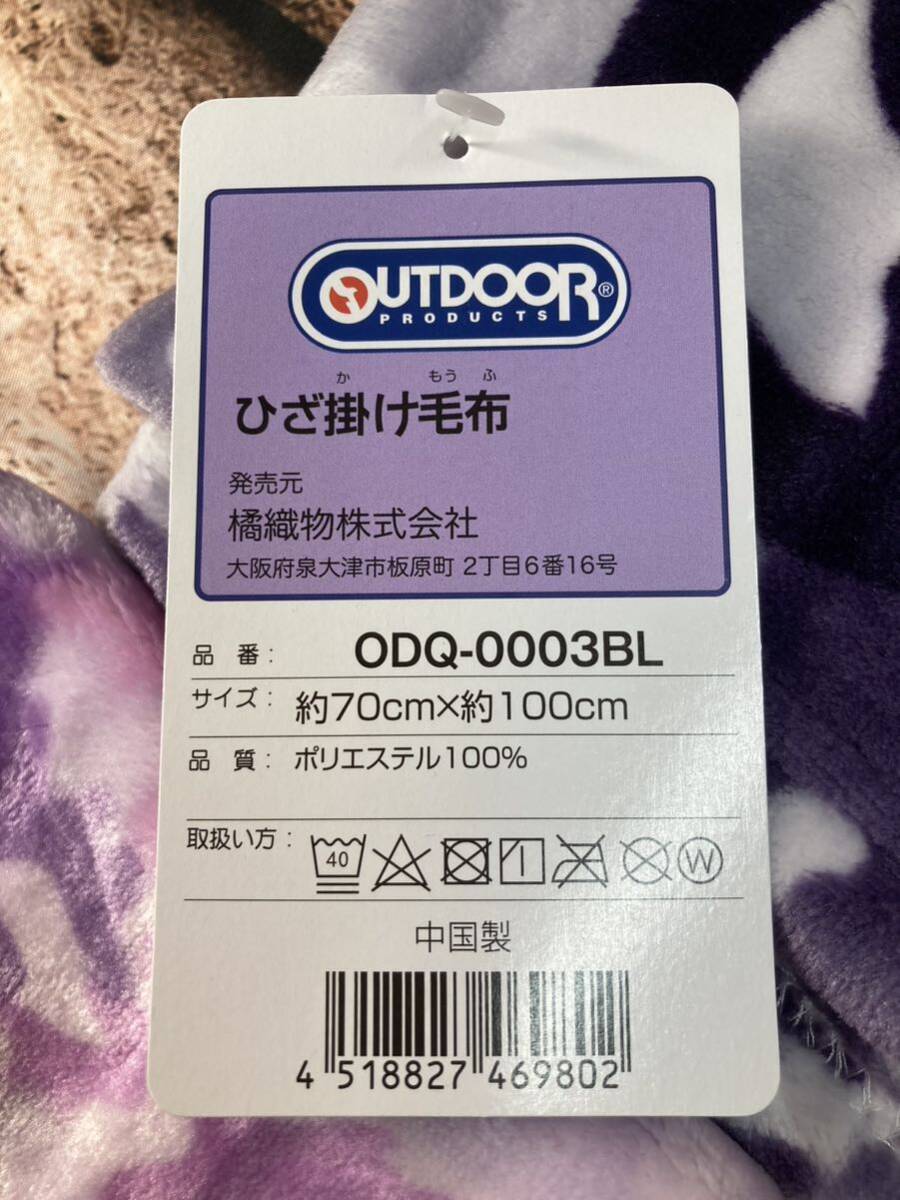 OUTDOOR®
PRODUCTS
か もう ふ
ひざ掛け毛布
発売元
橘織物株式会社
大阪府泉大津市板原町 2丁目6番16号
品 番: ODQ-0003BL
サイズ: 約70cm×約100cm
品 質: ポリエステル100%
取扱い方: 40 W
中国製
4 518827 469802